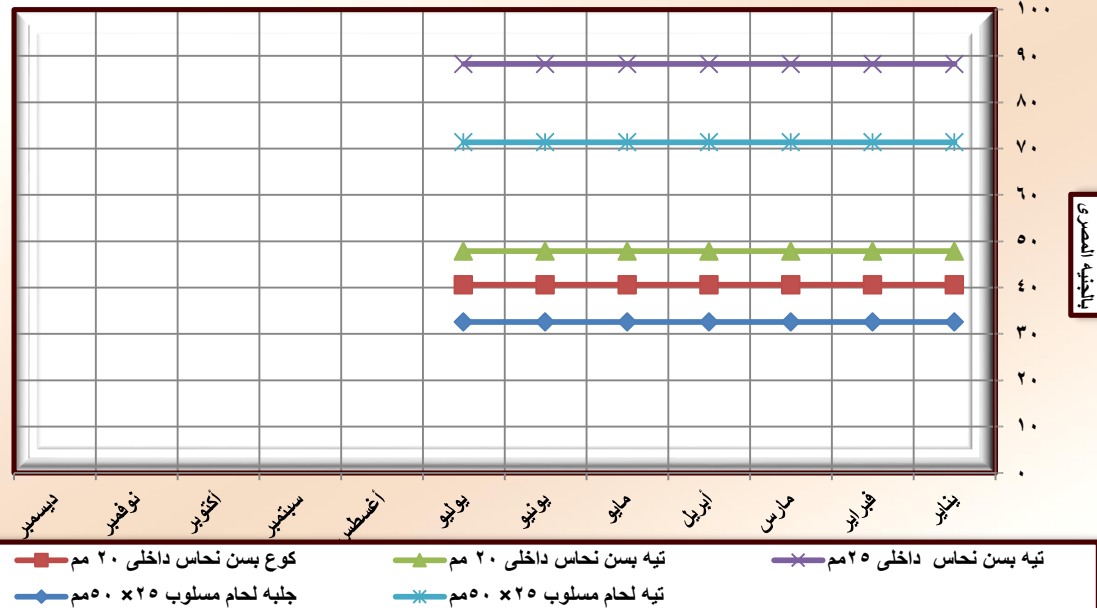 ١٠٠
٩٠
٨٠
٧٠
٦٠
٥٠
٤٠
٣٠
٢٠
١٠
٠
بالجنيه المصرى
يناير
فبراير
مارس
أبريل
مايو
يونيو
يوليو
أغسطس
سبتمبر
أكتوبر
نوفمبر
ديسمبر
تيه بسن نحاس داخلى ٢٥مم
تيه بسن نحاس داخلى ٢٠ مم
كوع بسن نحاس داخلى ٢٠ مم
تيه لحام مسلوب ٢٥× ٥٠مم
جلبه لحام مسلوب ٢٥× ٥٠مم